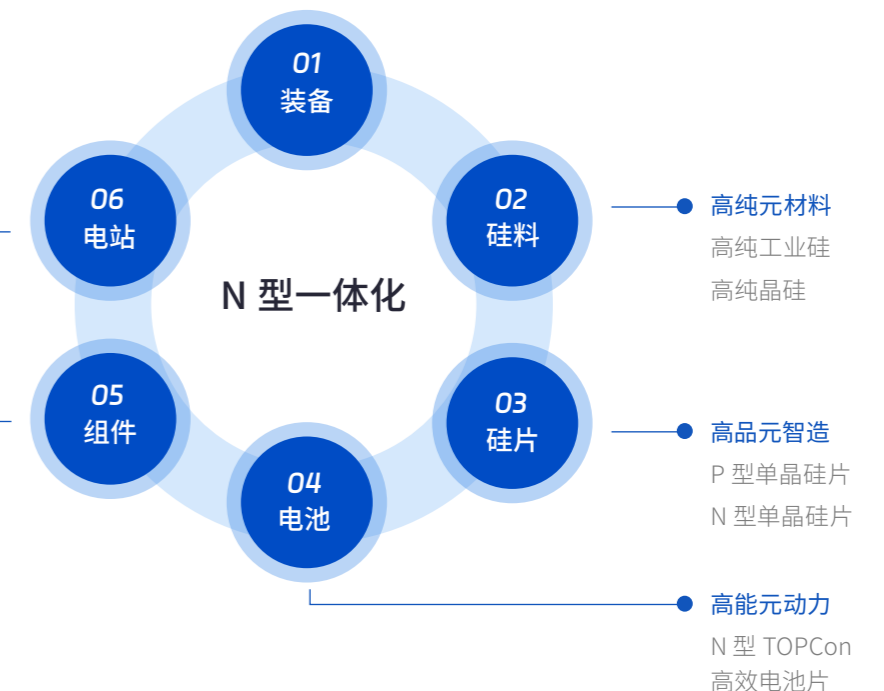 01
装备
02
硅料
03
硅片
04
电池
05
组件
06
电站
N 型一体化
高纯元材料
高纯工业硅
高纯晶硅
高品元智造
P 型单晶硅片
N 型单晶硅片
高能元动力
N 型 TOPCon
高效电池片